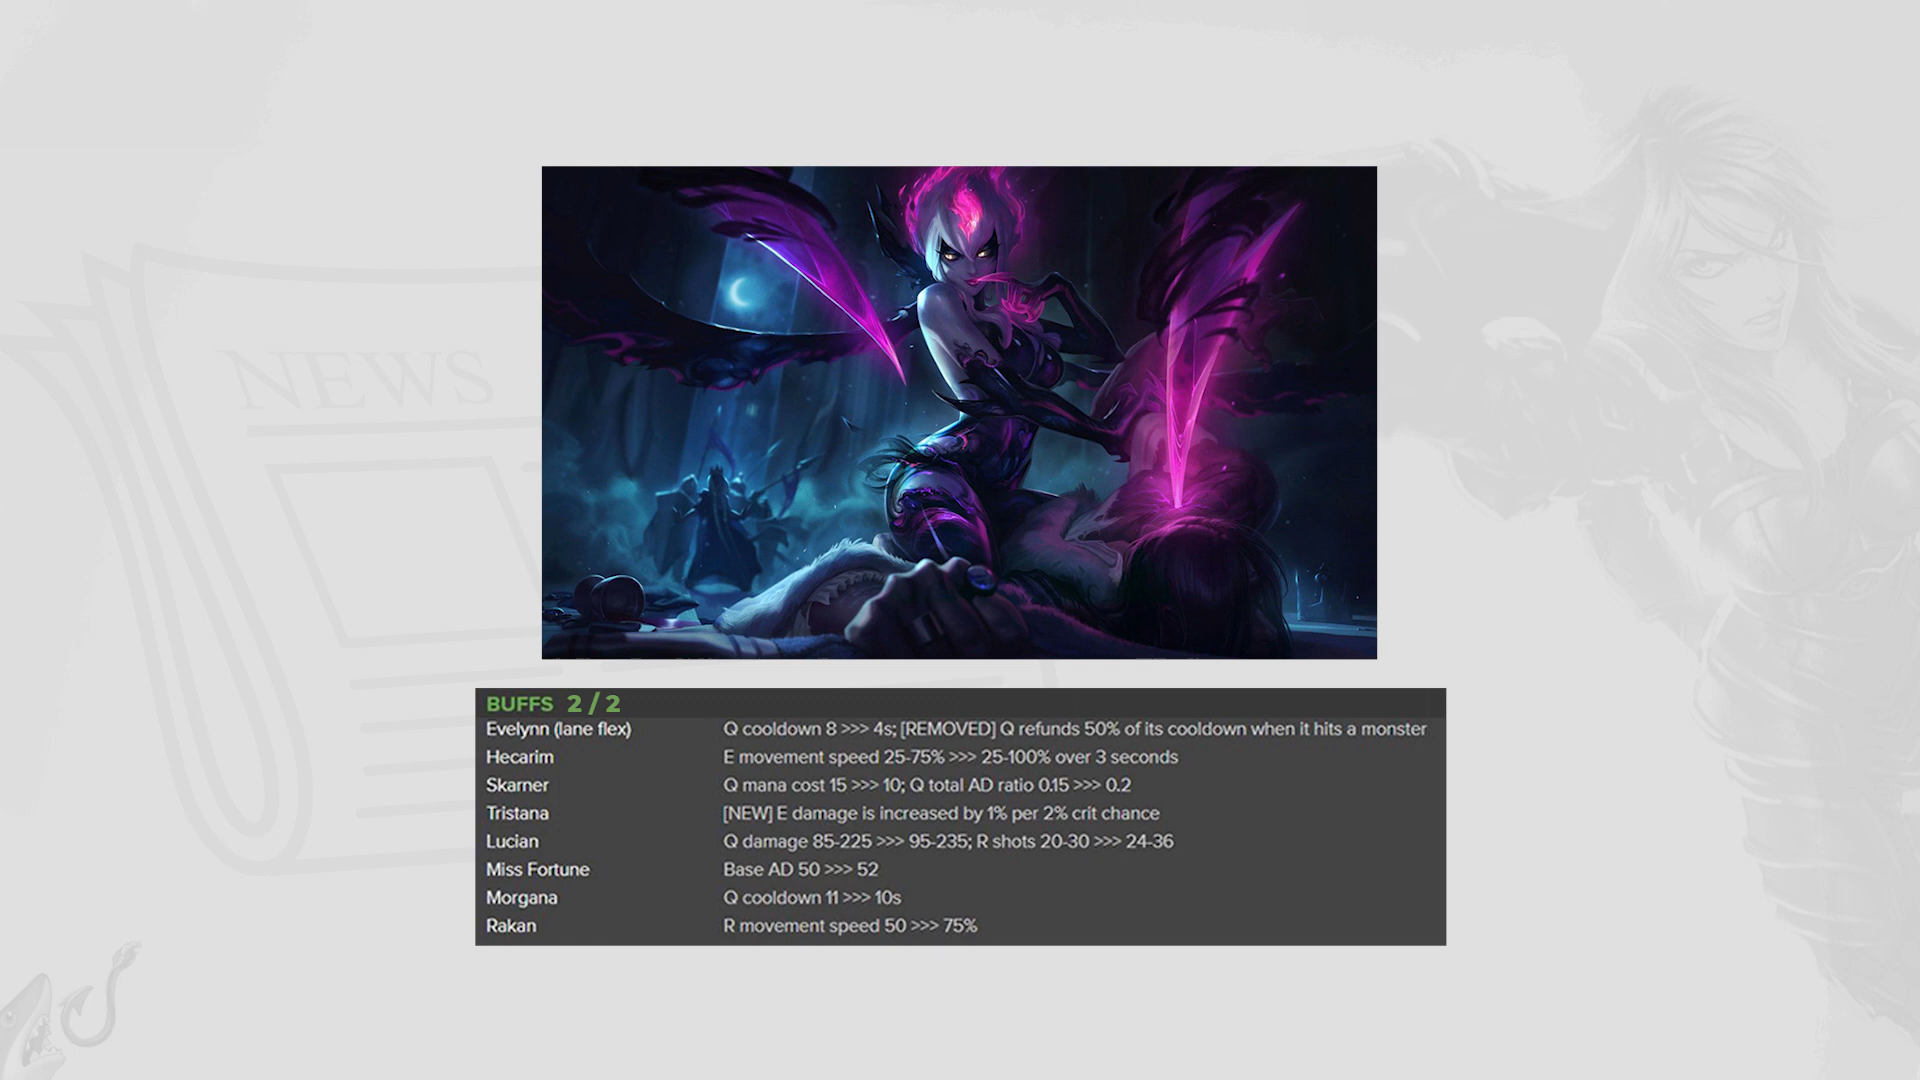 NEWS
BUFFS 2 / 2
Evelynn (lane flex) Q cooldown 8 >>> 4s; [REMOVED] Q refunds 50% of its cooldown when it hits a monster
Hecarim E movement speed 25-75% >>> 25-100% over 3 seconds
Skarner Q mana cost 15 >>> 10; Q total AD ratio 0.15 >>> 0.2
Tristana [NEW] E damage is increased by 1% per 2% crit chance
Lucian Q damage 85-225 >>> 95-235; R shots 20-30 >>> 24-36
Miss Fortune Base AD 50 >>> 52
Morgana Q cooldown 11 >>> 10s
Rakan R movement speed 50 >>> 75%